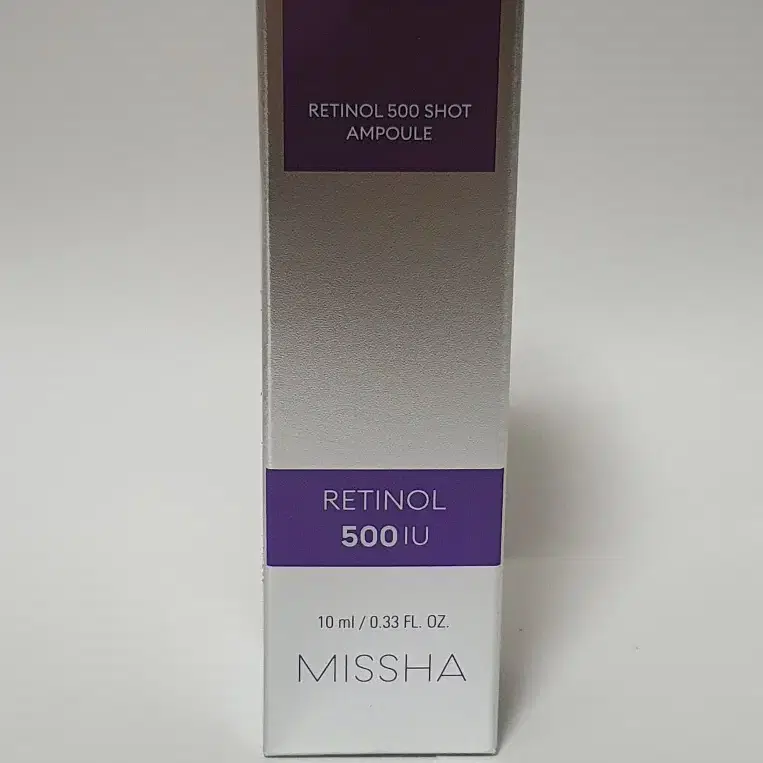 RETINOL 500 SHOT
AMPOULE
RETINOL
500 IU
10 ml / 0.33 FL. OZ.
MISSHA